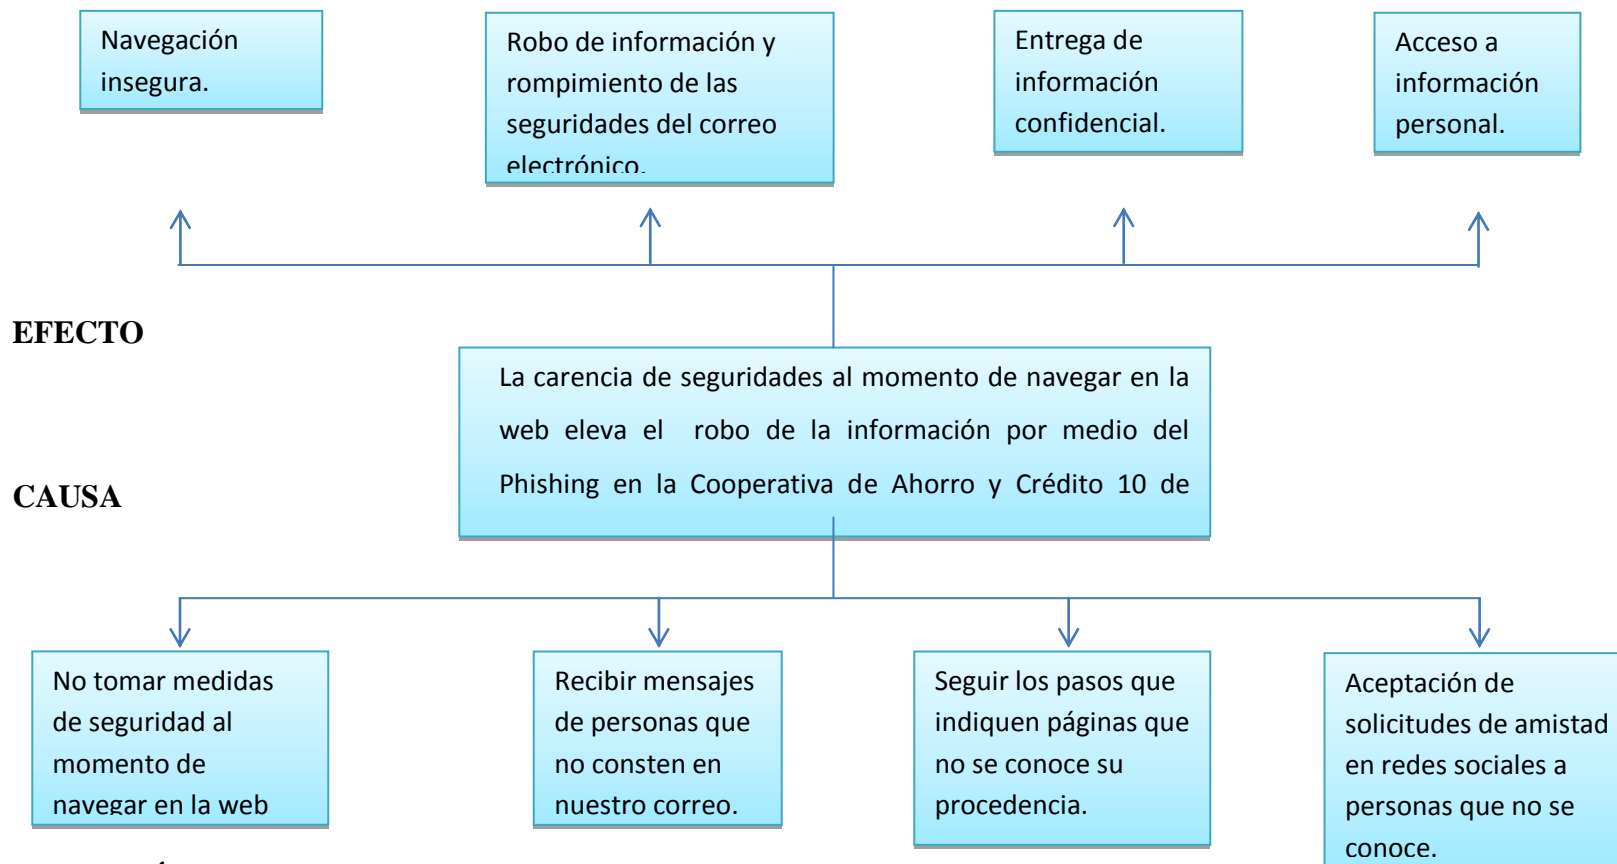 Navegación
insegura.
Robo de información y
rompimiento de las
seguridades del correo
electrónico.
Entrega de
información
confidencial.
Acceso a
información
personal.
EFECTO
La carencia de seguridades al momento de navegar en la
web eleva el robo de la información por medio del
Phishing en la Cooperativa de Ahorro y Crédito 10 de
CAUSA
No tomar medidas
de seguridad al
momento de
navegar en la web
Recibir mensajes
de personas que
no consten en
nuestro correo.
Seguir los pasos que
indiquen páginas que
no se conoce su
procedencia.
Aceptación de
solicitudes de amistad
en redes sociales a
personas que no se
conoce.